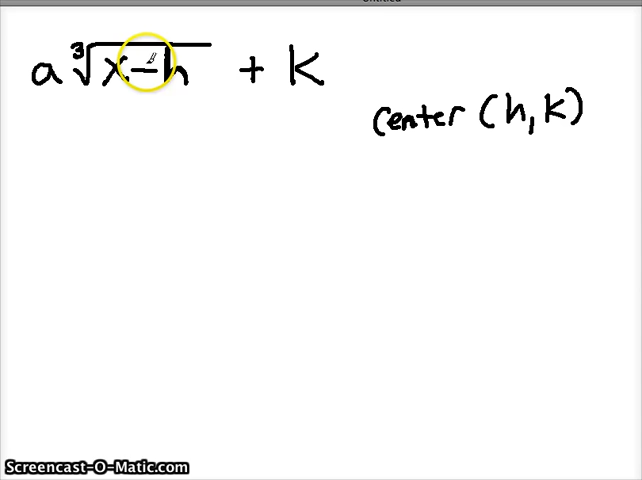 a ∛(x-h) + k
center (h, k)
Screencast-O-Matic.com